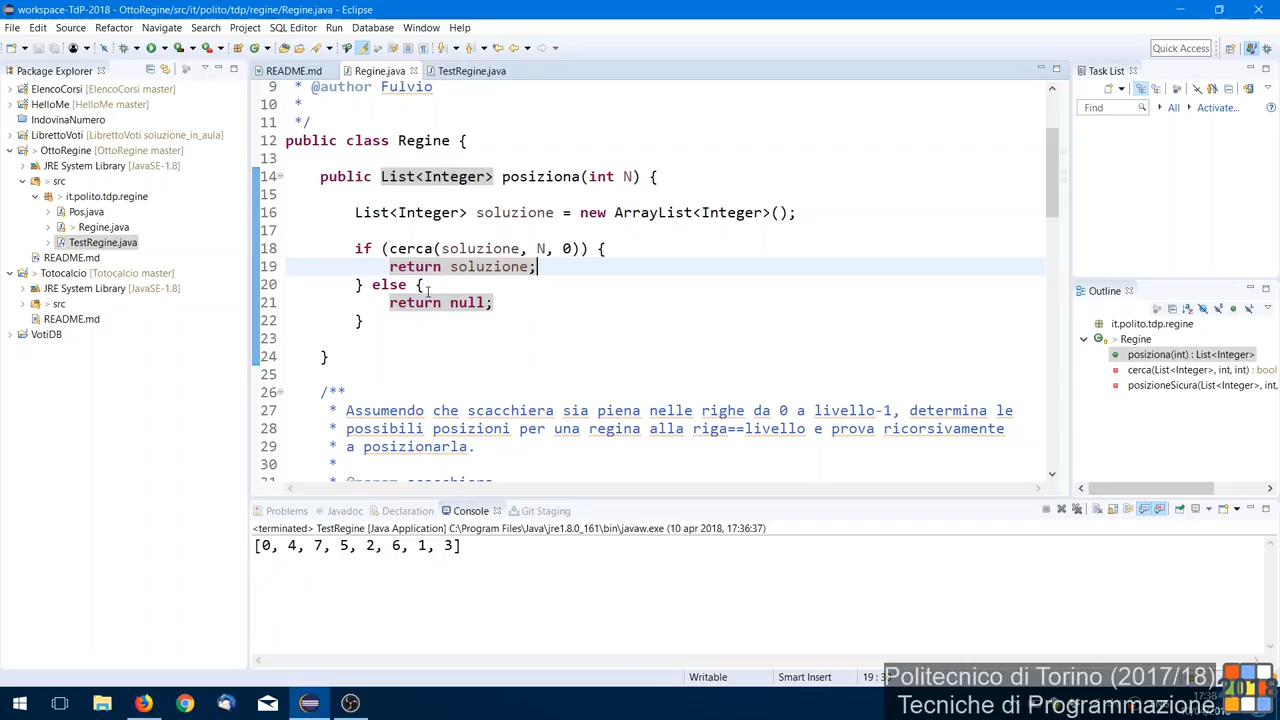 workspace-TdP-2018 - OttoRegine/src/it/polito/tdp/regine/Regine.java - Eclipse
File Edit Source Refactor Navigate Search Project SQL Editor Run Database Window Help
Quick Access
Package Explorer
ElencoCorsi [ElencoCorsi master]
HelloMe [HelloMe master]
IndovinaNumero
LibrettoVoti [LibrettoVoti soluzione_in_aula]
OttoRegine [OttoRegine master]
JRE System Library [JavaSE-1.8]
> src
> it.polito.tdp.regine
Pos.java
> Regine.java
TestRegine.java
README.md
Totocalcio [Totocalcio master]
JRE System Library [JavaSE-1.8]
> src
README.md
VotiDB
README.md Regine.java TestRegine.java
9 * @author Fulvio
10 *
11 */
12 public class Regine {
13
14 public List<Integer> posiziona(int N) {
15
16 List<Integer> soluzione = new ArrayList<Integer>();
17
18 if (cerca(soluzione, N, 0)) {
19 return soluzione;
20 } else {
21 return null;
22 }
23
24 }
25
26 /**
27 * Assumendo che scacchiera sia piena nelle righe da 0 a livello-1, determina le
28 * possibili posizioni per una regina alla riga==livello e prova ricorsivamente
29 * a posizionarla.
30 *
Task List
Find All Activate...
Outline
it.polito.tdp.regine
Regine
posiziona(int) : List<Integer>
cerca(List<Integer>, int, int) : bool
posizioneSicura(List<Integer>, int,
Problems Javadoc Declaration Console Git Staging
<terminated> TestRegine [Java Application] C:\Program Files\Java\jre1.8.0_161\bin\javaw.exe (10 apr 2018, 17:36:37)
[0, 4, 7, 5, 2, 6, 1, 3]
Writable Smart Insert
Politecnico di Torino (2017/18)
Tecniche di Programmazione
2018
17:38